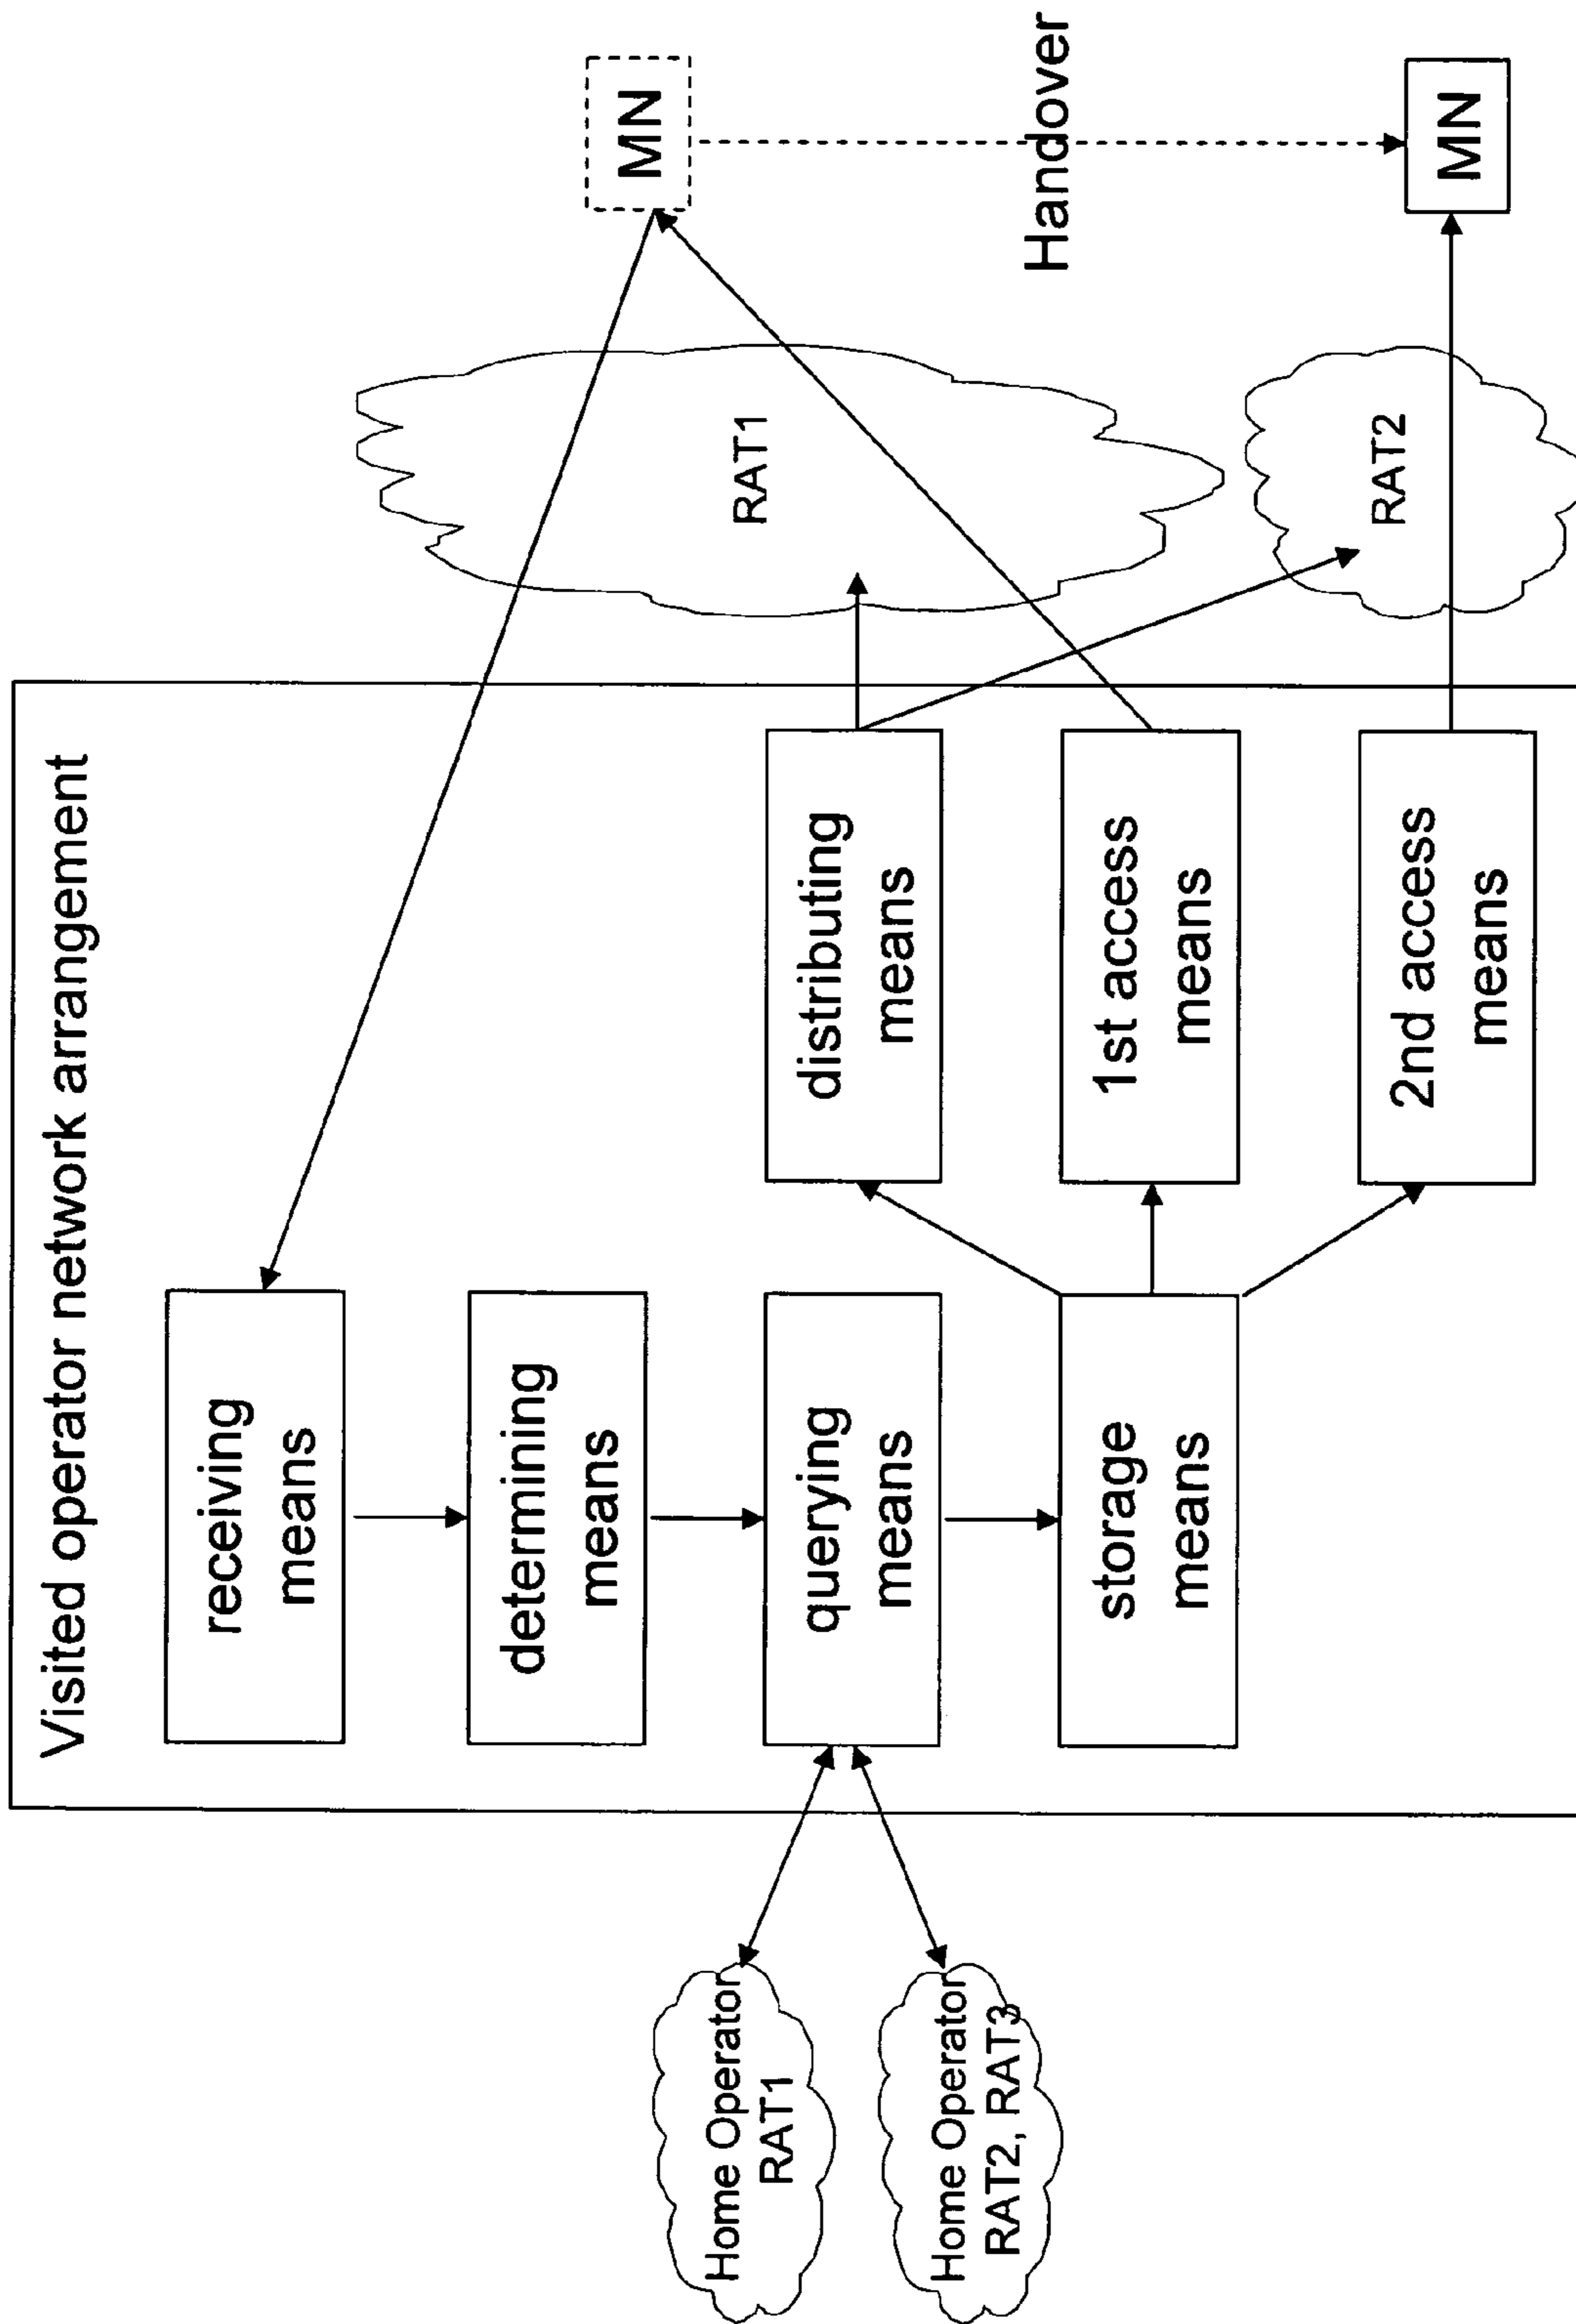 Visited operator network arrangement
receiving
means
determining
means
querying
means
storage
means
distributing
means
1st access
means
2nd access
means
Home Operator
RAT1
Home Operator
RAT2, RAT3
RAT1
RAT2
MN
Handover
MN